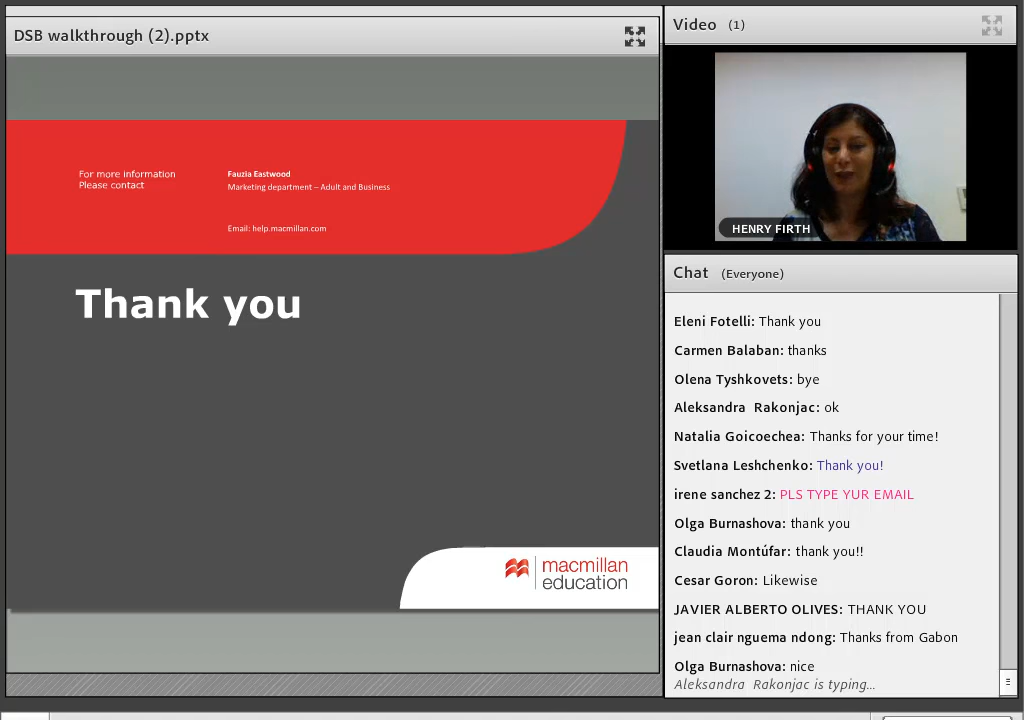 DSB walkthrough (2).pptx
For more information
Please contact
Fauzia Eastwood
Marketing department – Adult and Business
Email: help.macmillan.com
Thank you
macmillan
education
Video (1)
HENRY FIRTH
Chat (Everyone)
Eleni Fotelli: Thank you
Carmen Balaban: thanks
Olena Tyshkovets: bye
Aleksandra Rakonjac: ok
Natalia Goicoechea: Thanks for your time!
Svetlana Leshchenko: Thank you!
irene sanchez 2: PLS TYPE YUR EMAIL
Olga Burnashova: thank you
Claudia Montúfar: thank you!!
Cesar Goron: Likewise
JAVIER ALBERTO OLIVES: THANK YOU
jean clair nguema ndong: Thanks from Gabon
Olga Burnashova: nice
Aleksandra Rakonjac is typing...